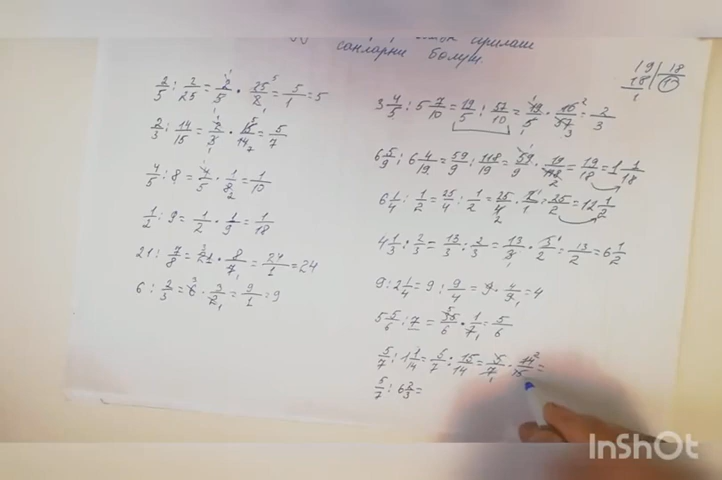 сонларни бўлиш
2/5 : 2/25 = 2/5 · 25/2 = 5/1 = 5
2/3 : 14/15 = 2/3 · 15/14 = 5/7
4/5 : 8 = 4/5 · 1/8 = 1/10
1/2 : 9 = 1/2 · 1/9 = 1/18
21 : 7/8 = 21 · 8/7 = 24/1 = 24
6 : 2/3 = 6 · 3/2 = 9/1 = 9
19 | 18
18 | 1
1
3 4/5 : 5 7/10 = 19/5 : 57/10 = 19/5 · 10/57 = 2/3
6 5/9 : 6 4/19 = 59/9 : 118/19 = 59/9 · 19/118 = 19/18 = 1 1/18
6 1/4 : 1/2 = 25/4 : 1/2 = 25/4 · 2/1 = 25/2 = 12 1/2
4 1/3 : 2/3 = 13/3 : 2/3 = 13/3 · 3/2 = 13/2 = 6 1/2
9 : 2 1/4 = 9 : 9/4 = 9 · 4/9 = 4
5 5/6 : 7 = 35/6 · 1/7 = 5/6
5/7 : 1 1/14 = 5/7 : 15/14 = 5/7 · 14/15 =
5/7 : 6 2/3 =
InShOt